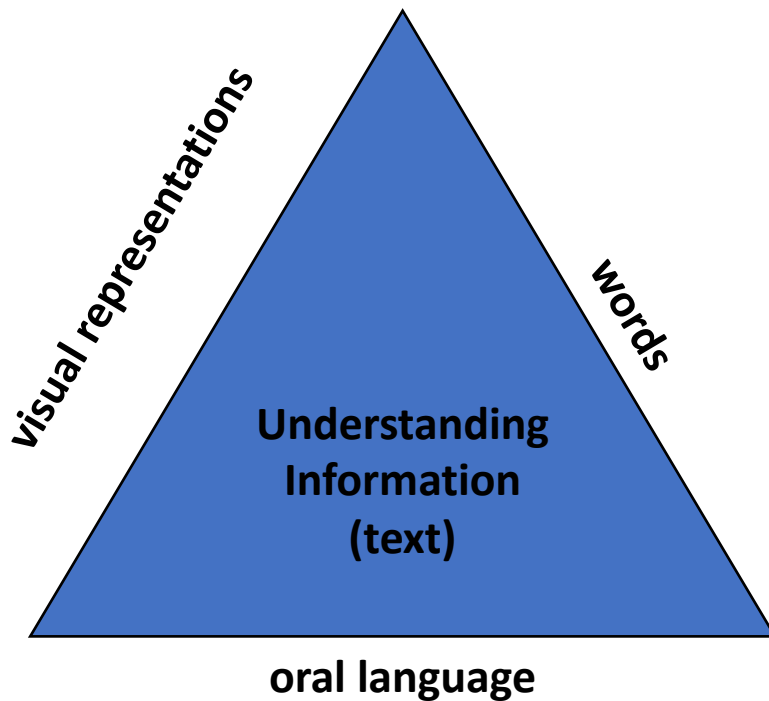 visual representations
words
Understanding
Information
(text)
oral language